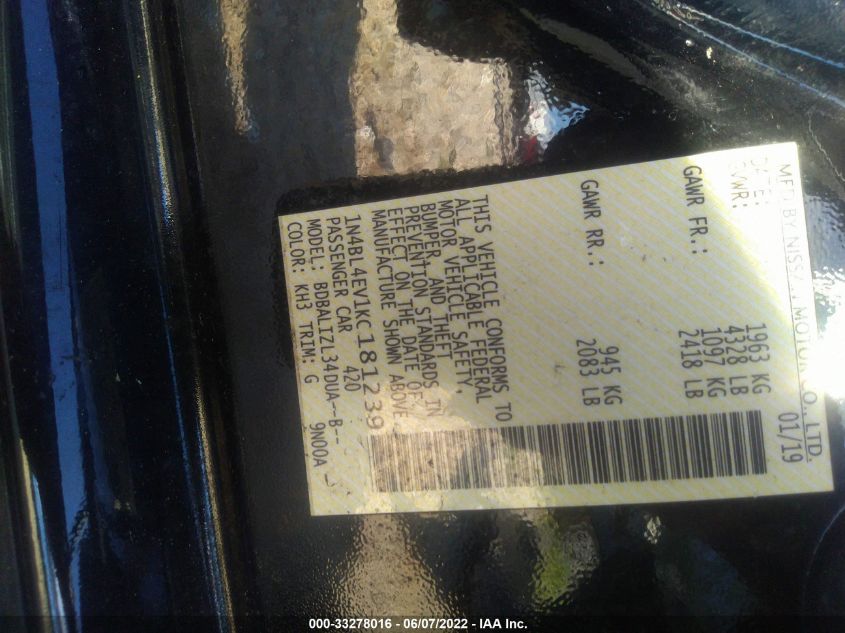 MFD BY NISSAN MOTOR CO., LTD.
DATE: 01/19
GVWR: 1963 KG
4328 LB
GAWR FR.: 1097 KG
2418 LB
GAWR RR.: 945 KG
2083 LB
THIS VEHICLE CONFORMS TO
ALL APPLICABLE FEDERAL
MOTOR VEHICLE SAFETY,
BUMPER, AND THEFT
PREVENTION STANDARDS IN
EFFECT ON THE DATE OF
MANUFACTURE SHOWN ABOVE.
1N4BL4EV1KC181239
PASSENGER CAR 420
MODEL: BDBALIZL34DUA--B--
COLOR: KH3 TRIM: G 9N00A
000-33278016 - 06/07/2022 - IAA Inc.